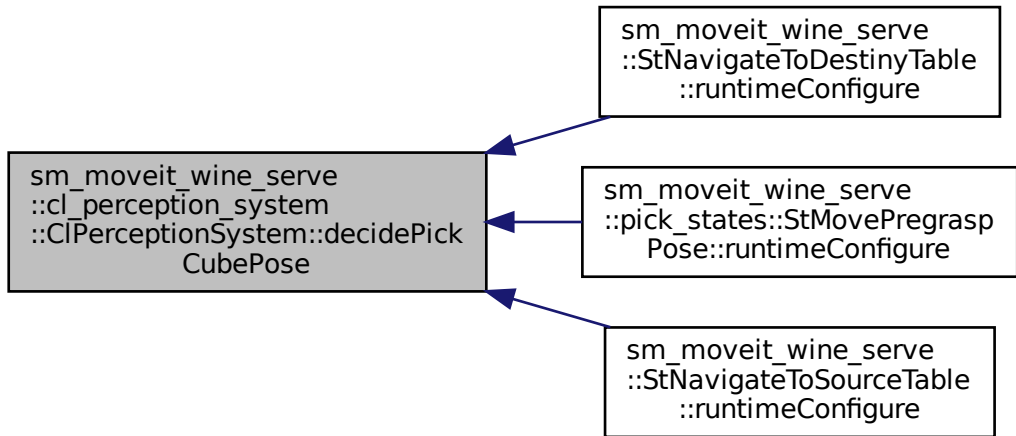 sm_moveit_wine_serve
::cl_perception_system
::ClPerceptionSystem::decidePick
CubePose
sm_moveit_wine_serve
::StNavigateToDestinyTable
::runtimeConfigure
sm_moveit_wine_serve
::pick_states::StMovePregrasp
Pose::runtimeConfigure
sm_moveit_wine_serve
::StNavigateToSourceTable
::runtimeConfigure